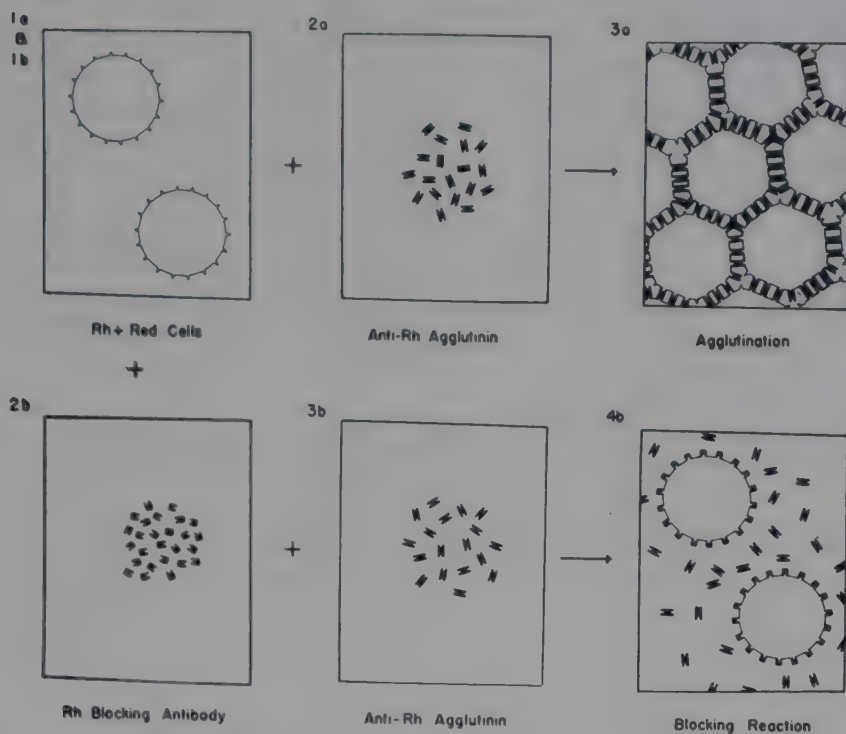 1a
&
1b
2a
3a
Rh+ Red Cells
Anti-Rh Agglutinin
Agglutination
2b
3b
4b
Rh Blocking Antibody
Anti-Rh Agglutinin
Blocking Reaction